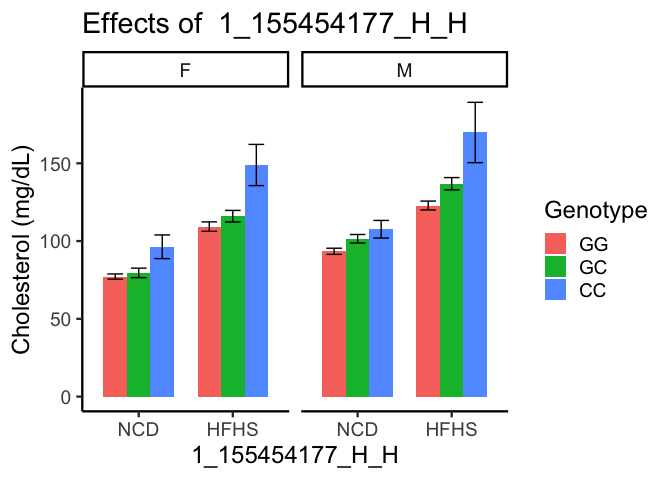 Effects of  1_155454177_H_H
F
M
Cholesterol (mg/dL)
150
100
50
0
NCD
HFHS
NCD
HFHS
1_155454177_H_H
Genotype
GG
GC
CC